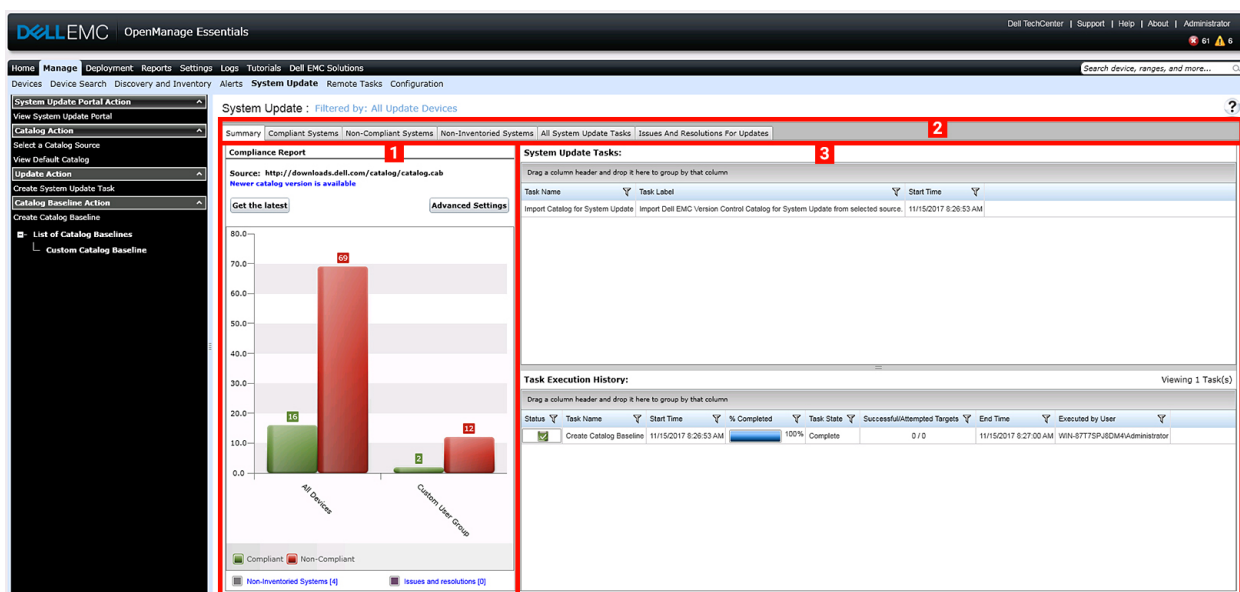 DELLEMC OpenManage Essentials
Dell TechCenter | Support | Help | About | Administrator
61 6
Home Manage Deployment Reports Settings Logs Tutorials Dell EMC Solutions
Search device, ranges, and more...
Devices Device Search Discovery and Inventory Alerts System Update Remote Tasks Configuration
System Update Portal Action
View System Update Portal
Catalog Action
Select a Catalog Source
View Default Catalog
Update Action
Create System Update Task
Catalog Baseline Action
Create Catalog Baseline
List of Catalog Baselines
Custom Catalog Baseline
System Update : Filtered by: All Update Devices
?
Summary Compliant Systems Non-Compliant Systems Non-Inventoried Systems All System Update Tasks Issues And Resolutions For Updates
2
Compliance Report
1
Source: http://downloads.dell.com/catalog/catalog.cab
Newer catalog version is available
Get the latest Advanced Settings
80.0
70.0
60.0
50.0
40.0
30.0
20.0
10.0
0.0
16
69
2
12
All Devices
Custom User Group
Compliant Non-Compliant
Non-Inventoried Systems [4] Issues and resolutions [0]
System Update Tasks:
3
Drag a column header and drop it here to group by that column
Task Name Task Label Start Time
Import Catalog for System Update Import Dell EMC Version Control Catalog for System Update from selected source. 11/15/2017 8:26:53 AM
Task Execution History: Viewing 1 Task(s)
Drag a column header and drop it here to group by that column
Status Task Name Start Time % Completed Task State Successful/Attempted Targets End Time Executed by User
Create Catalog Baseline 11/15/2017 8:26:53 AM 100% Complete 0 / 0 11/15/2017 8:27:00 AM WIN-87T7SPJ8DM4\Administrator